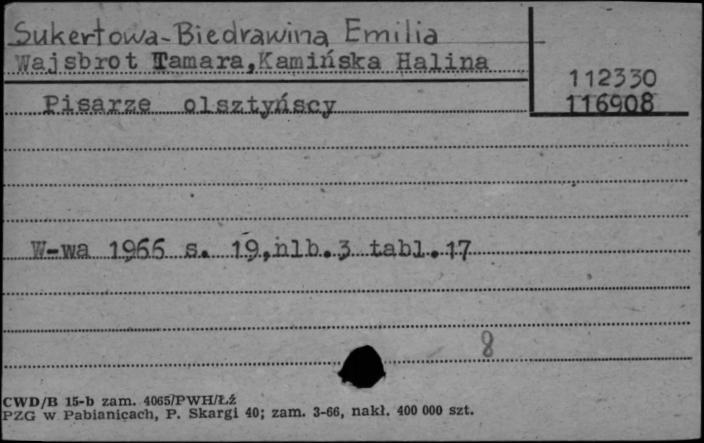 Sukertowa-Biedrawina Emilia
Wajsbrot Tamara,Kamińska Halina
112330
Pisarze olsztyńscy
116908
W-wa 1966 s. 19,nlb.3 tabl.17
8
CWD/B 15-b zam. 4065/PWH/Łź
PZG w Pabianicach, P. Skargi 40; zam. 3-66, nakł. 400 000 szt.